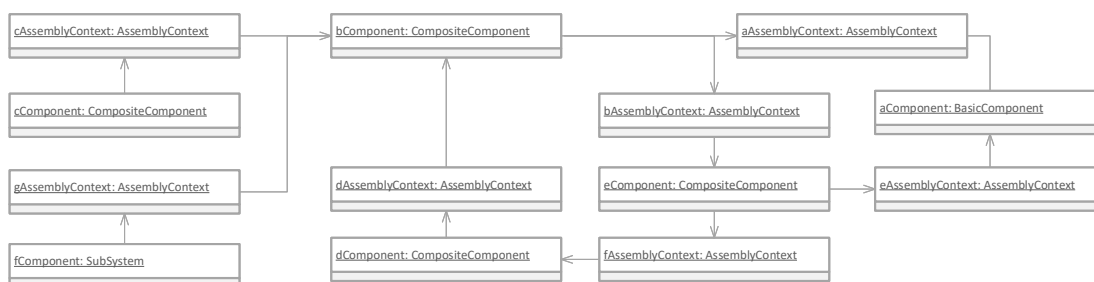 cAssemblyContext: AssemblyContext
bComponent: CompositeComponent
aAssemblyContext: AssemblyContext
cComponent: CompositeComponent
bAssemblyContext: AssemblyContext
aComponent: BasicComponent
gAssemblyContext: AssemblyContext
dAssemblyContext: AssemblyContext
eComponent: CompositeComponent
eAssemblyContext: AssemblyContext
fComponent: SubSystem
dComponent: CompositeComponent
fAssemblyContext: AssemblyContext